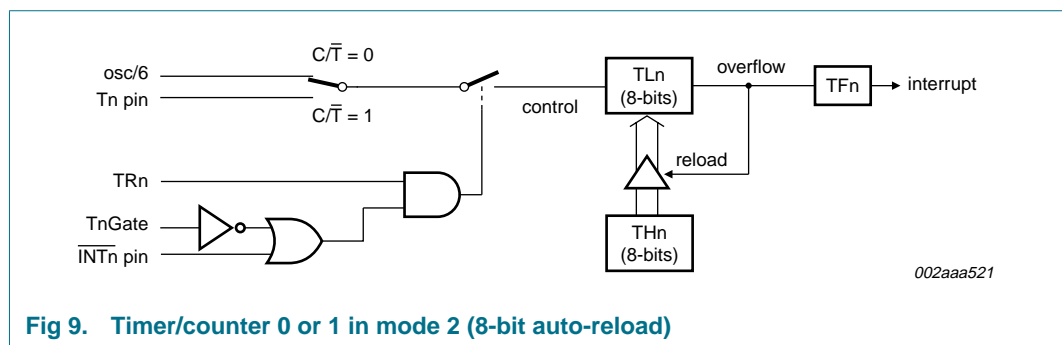 C/T̅ = 0
osc/6
Tn pin
C/T̅ = 1
control
TLn
(8-bits)
overflow
TFn
interrupt
reload
TRn
TnGate
I̅N̅T̅n̅ pin
THn
(8-bits)
002aaa521
Fig 9. Timer/counter 0 or 1 in mode 2 (8-bit auto-reload)